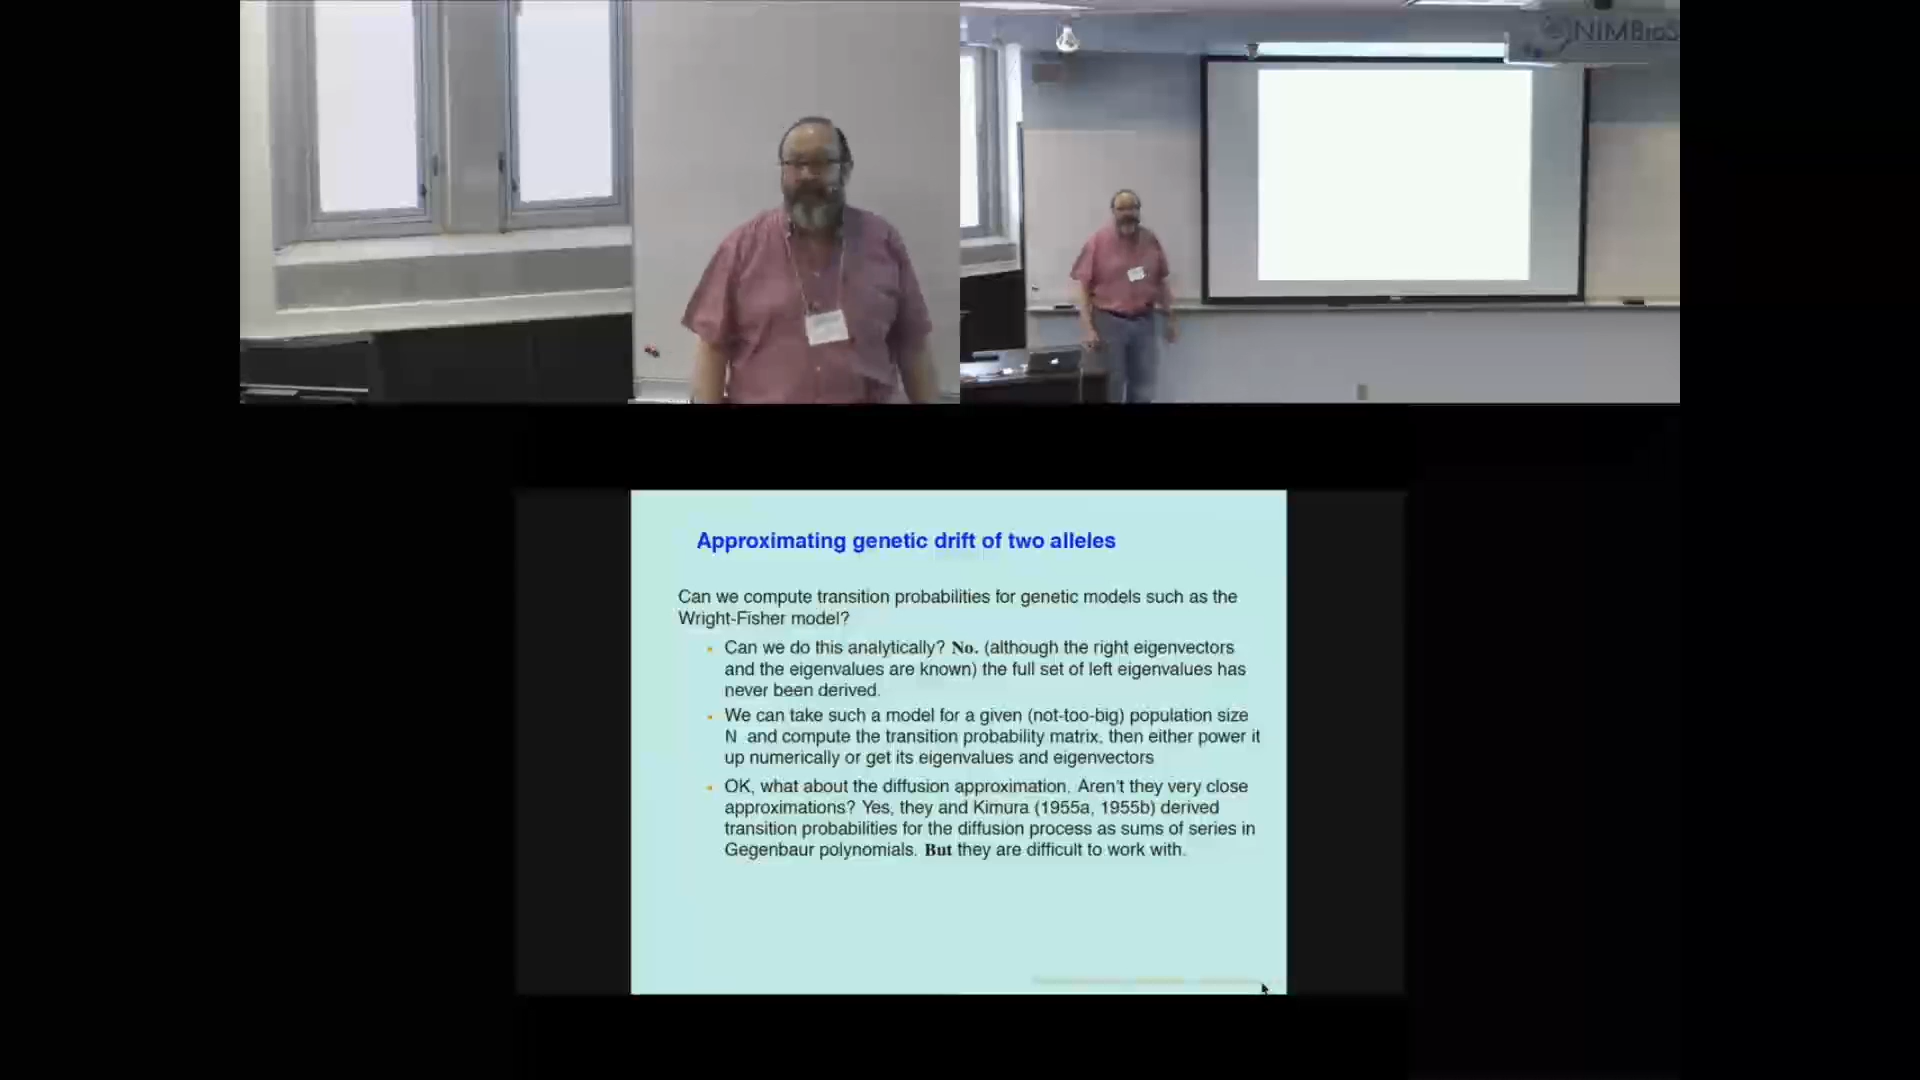 NIMBioS
Approximating genetic drift of two alleles
Can we compute transition probabilities for genetic models such as the
Wright-Fisher model?
Can we do this analytically? No. (although the right eigenvectors
and the eigenvalues are known) the full set of left eigenvalues has
never been derived.
We can take such a model for a given (not-too-big) population size
N and compute the transition probability matrix, then either power it
up numerically or get its eigenvalues and eigenvectors
OK, what about the diffusion approximation. Aren't they very close
approximations? Yes, they and Kimura (1955a, 1955b) derived
transition probabilities for the diffusion process as sums of series in
Gegenbaur polynomials. But they are difficult to work with.